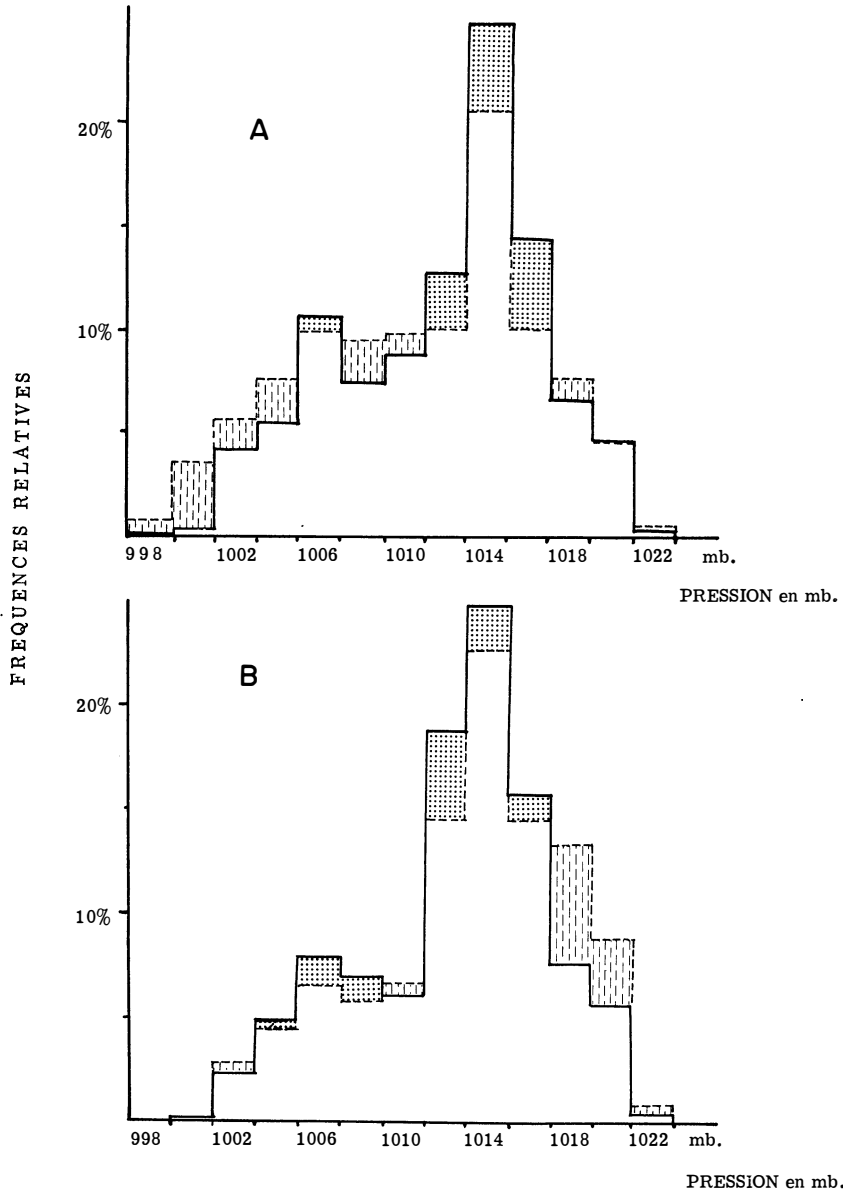 FREQUENCES RELATIVES
A
20%
10%
998 1002 1006 1010 1014 1018 1022 mb.
PRESSION en mb.
B
20%
10%
998 1002 1006 1010 1014 1018 1022 mb.
PRESSION en mb.